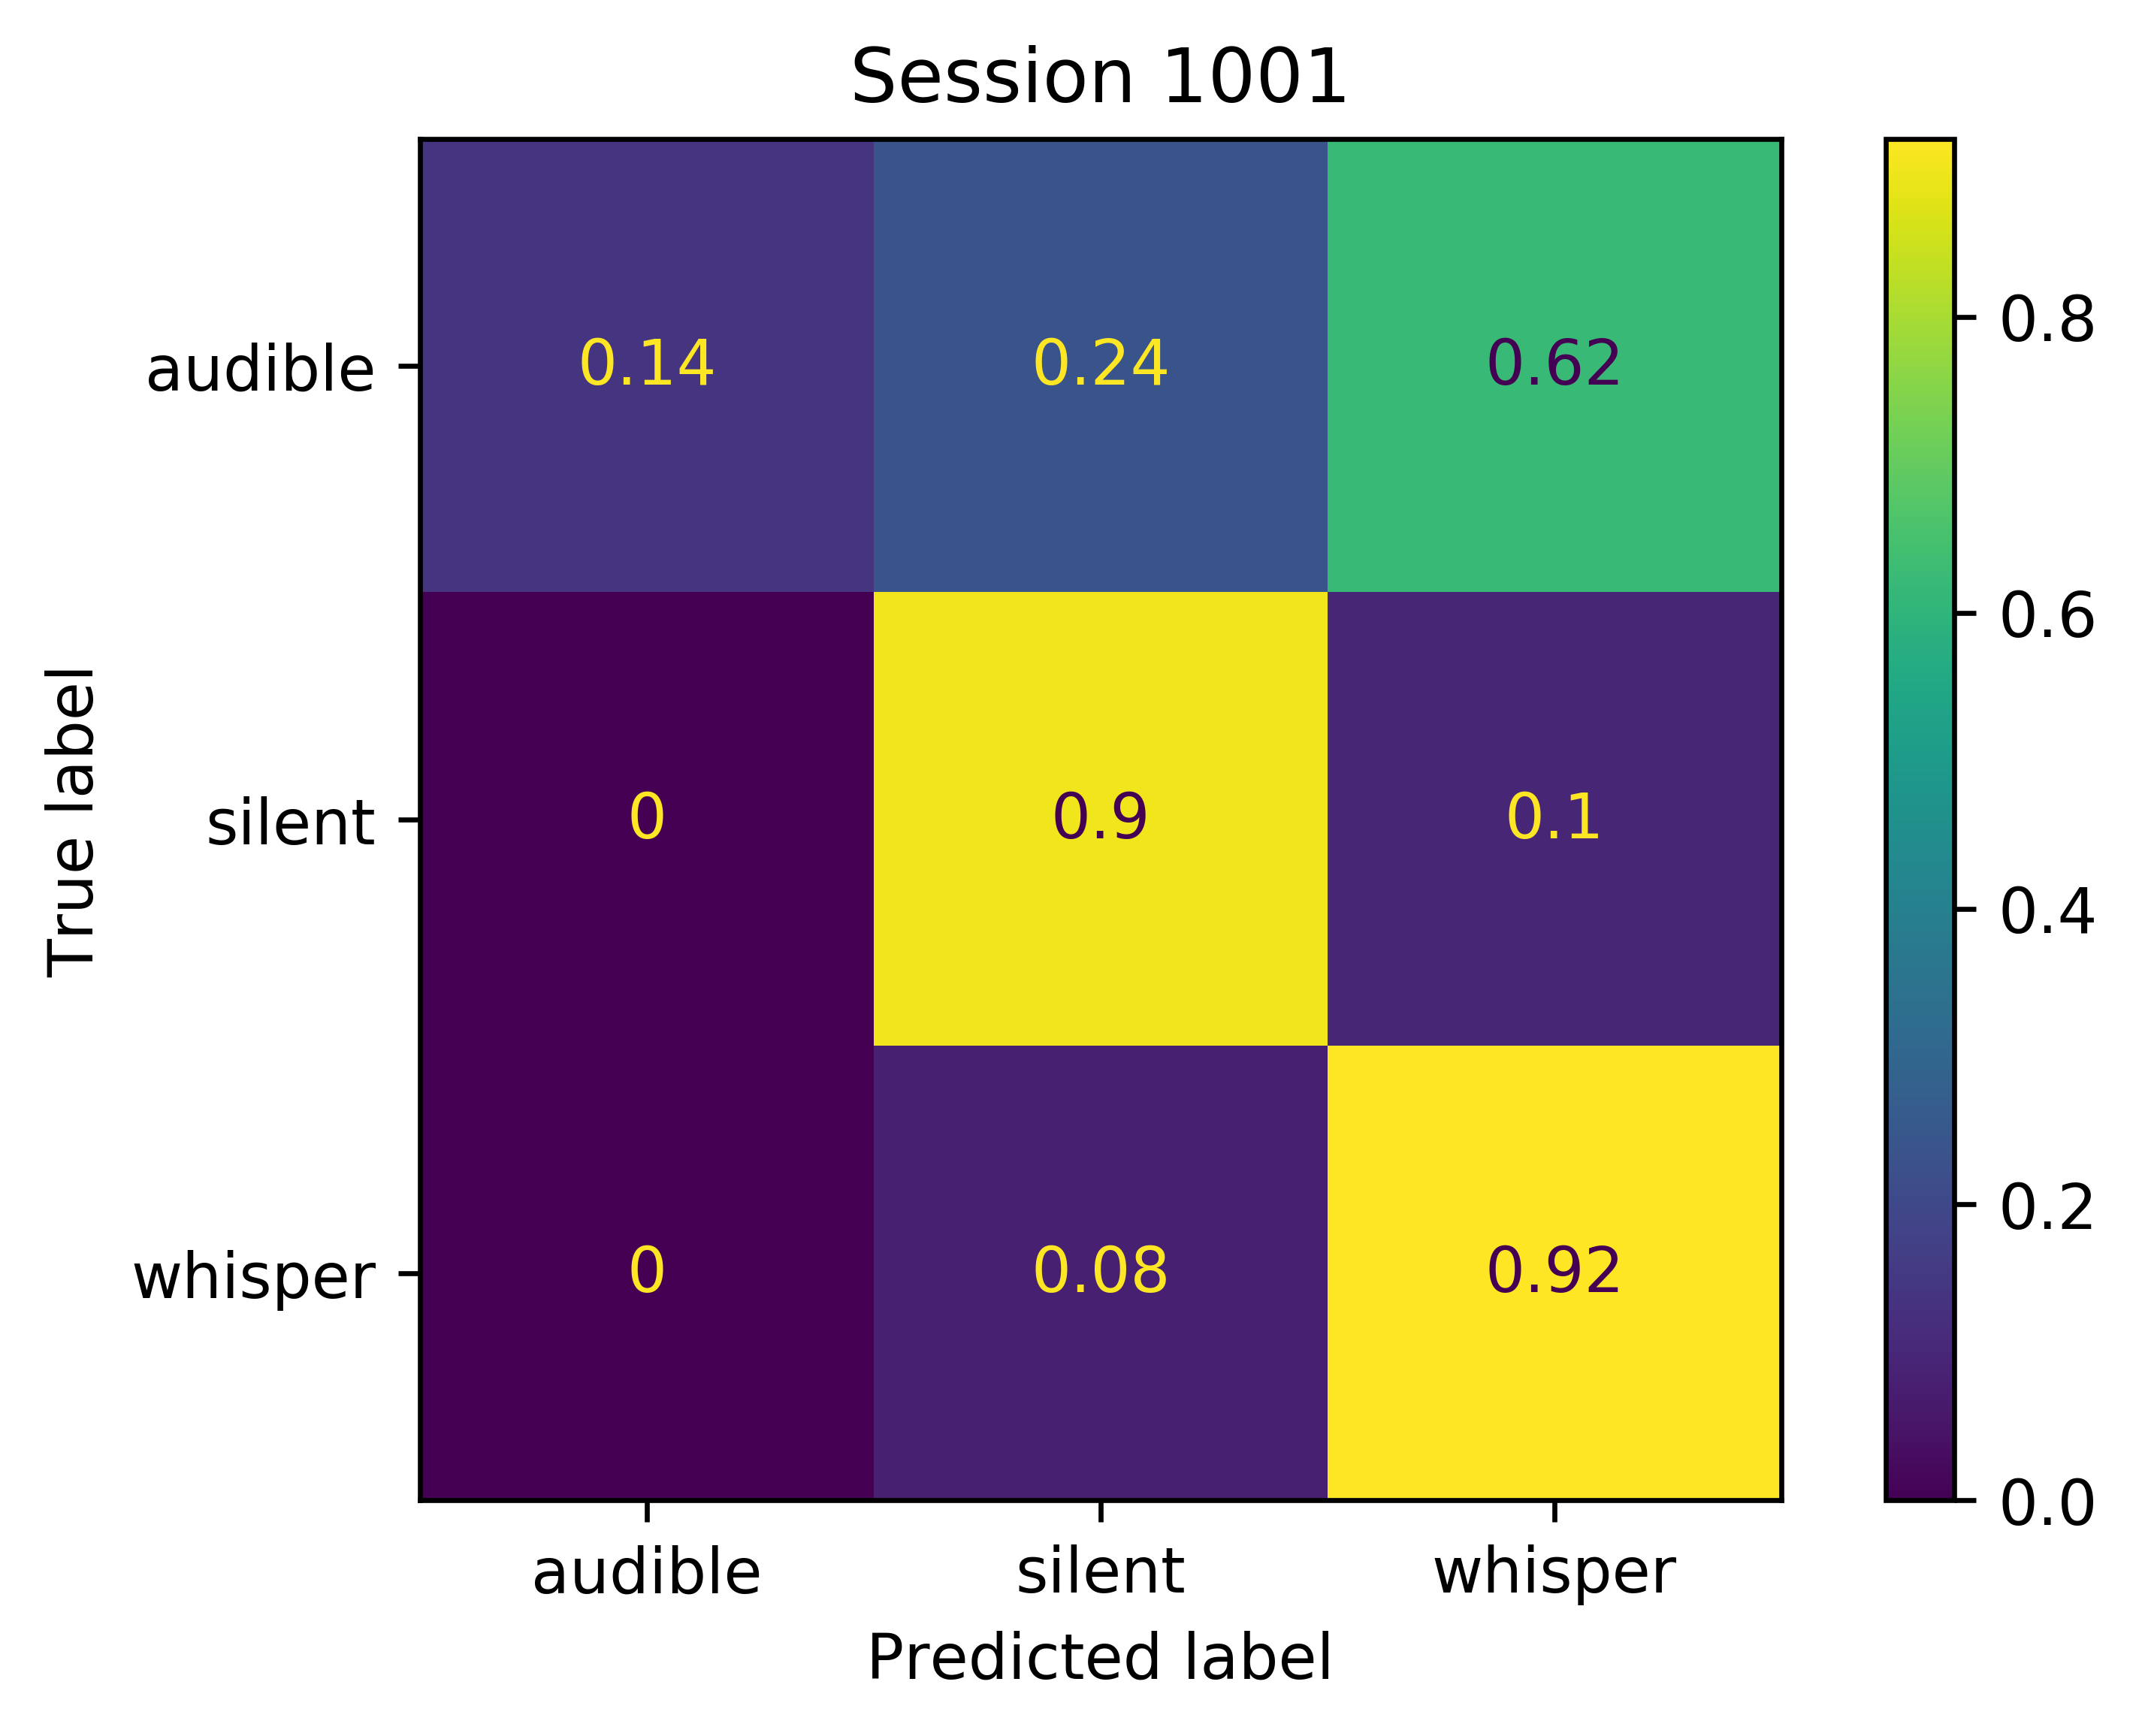 Session 1001
True label
audible
silent
whisper
0.14 0.24 0.62
0 0.9 0.1
0 0.08 0.92
audible silent whisper
Predicted label
0.8
0.6
0.4
0.2
0.0